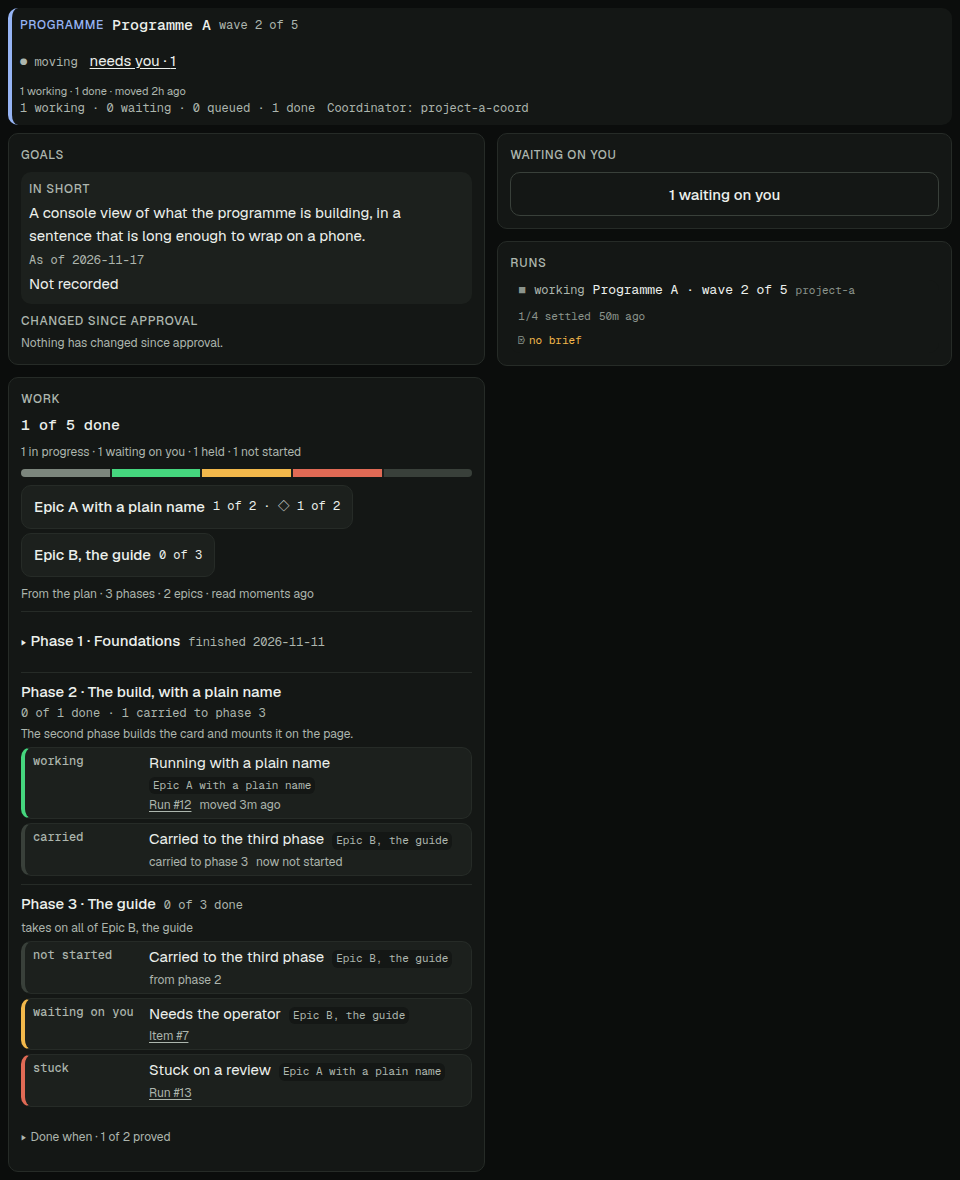 PROGRAMME Programme A wave 2 of 5
● moving needs you · 1
1 working · 1 done · moved 2h ago
1 working · 0 waiting · 0 queued · 1 done Coordinator: project-a-coord
GOALS
IN SHORT
A console view of what the programme is building, in a
sentence that is long enough to wrap on a phone.
As of 2026-11-17
Not recorded
CHANGED SINCE APPROVAL
Nothing has changed since approval.
WAITING ON YOU
1 waiting on you
RUNS
■ working Programme A · wave 2 of 5 project-a
1/4 settled 50m ago
no brief
WORK
1 of 5 done
1 in progress · 1 waiting on you · 1 held · 1 not started
Epic A with a plain name 1 of 2 · ◇ 1 of 2
Epic B, the guide 0 of 3
From the plan · 3 phases · 2 epics · read moments ago
▸ Phase 1 · Foundations finished 2026-11-11
Phase 2 · The build, with a plain name
0 of 1 done · 1 carried to phase 3
The second phase builds the card and mounts it on the page.
working Running with a plain name
Epic A with a plain name
Run #12 moved 3m ago
carried Carried to the third phase Epic B, the guide
carried to phase 3 now not started
Phase 3 · The guide 0 of 3 done
takes on all of Epic B, the guide
not started Carried to the third phase Epic B, the guide
from phase 2
waiting on you Needs the operator Epic B, the guide
Item #7
stuck Stuck on a review Epic A with a plain name
Run #13
▸ Done when · 1 of 2 proved